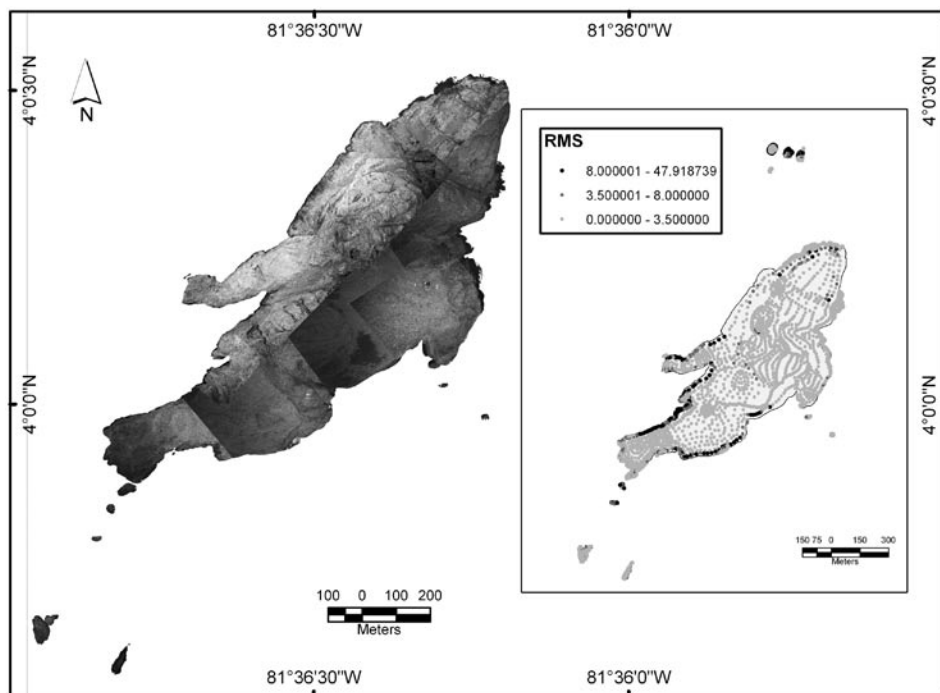 81°36'30"W 81°36'0"W
4°0'30"N
4°0'30"N
N
RMS
8.000001 - 47.918739
3.500001 - 8.000000
0.000000 - 3.500000
4°0'0"N
4°0'0"N
150 75 0 150 300
Meters
100 0 100 200
Meters
81°36'30"W 81°36'0"W